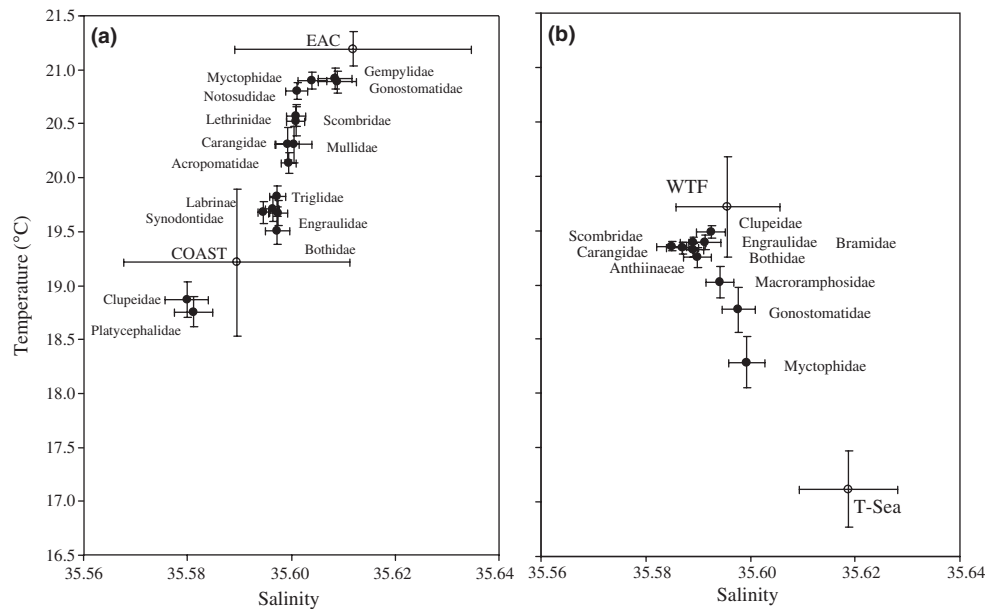 (a)
EAC
Myctophidae
Gempylidae
Notosudidae
Gonostomatidae
Lethrinidae
Scombridae
Carangidae
Mullidae
Acropomatidae
Labrinae
Triglidae
Synodontidae
Engraulidae
COAST
Bothidae
Clupeidae
Platycephalidae
Temperature (°C)
21.5
21.0
20.5
20.0
19.5
19.0
18.5
18.0
17.5
17.0
16.5
35.56
35.58
35.60
35.62
35.64
Salinity
(b)
WTF
Clupeidae
Scombridae
Engraulidae
Bramidae
Carangidae
Bothidae
Anthiinaeae
Macroramphosidae
Gonostomatidae
Myctophidae
T-Sea
35.56
35.58
35.60
35.62
35.64
Salinity